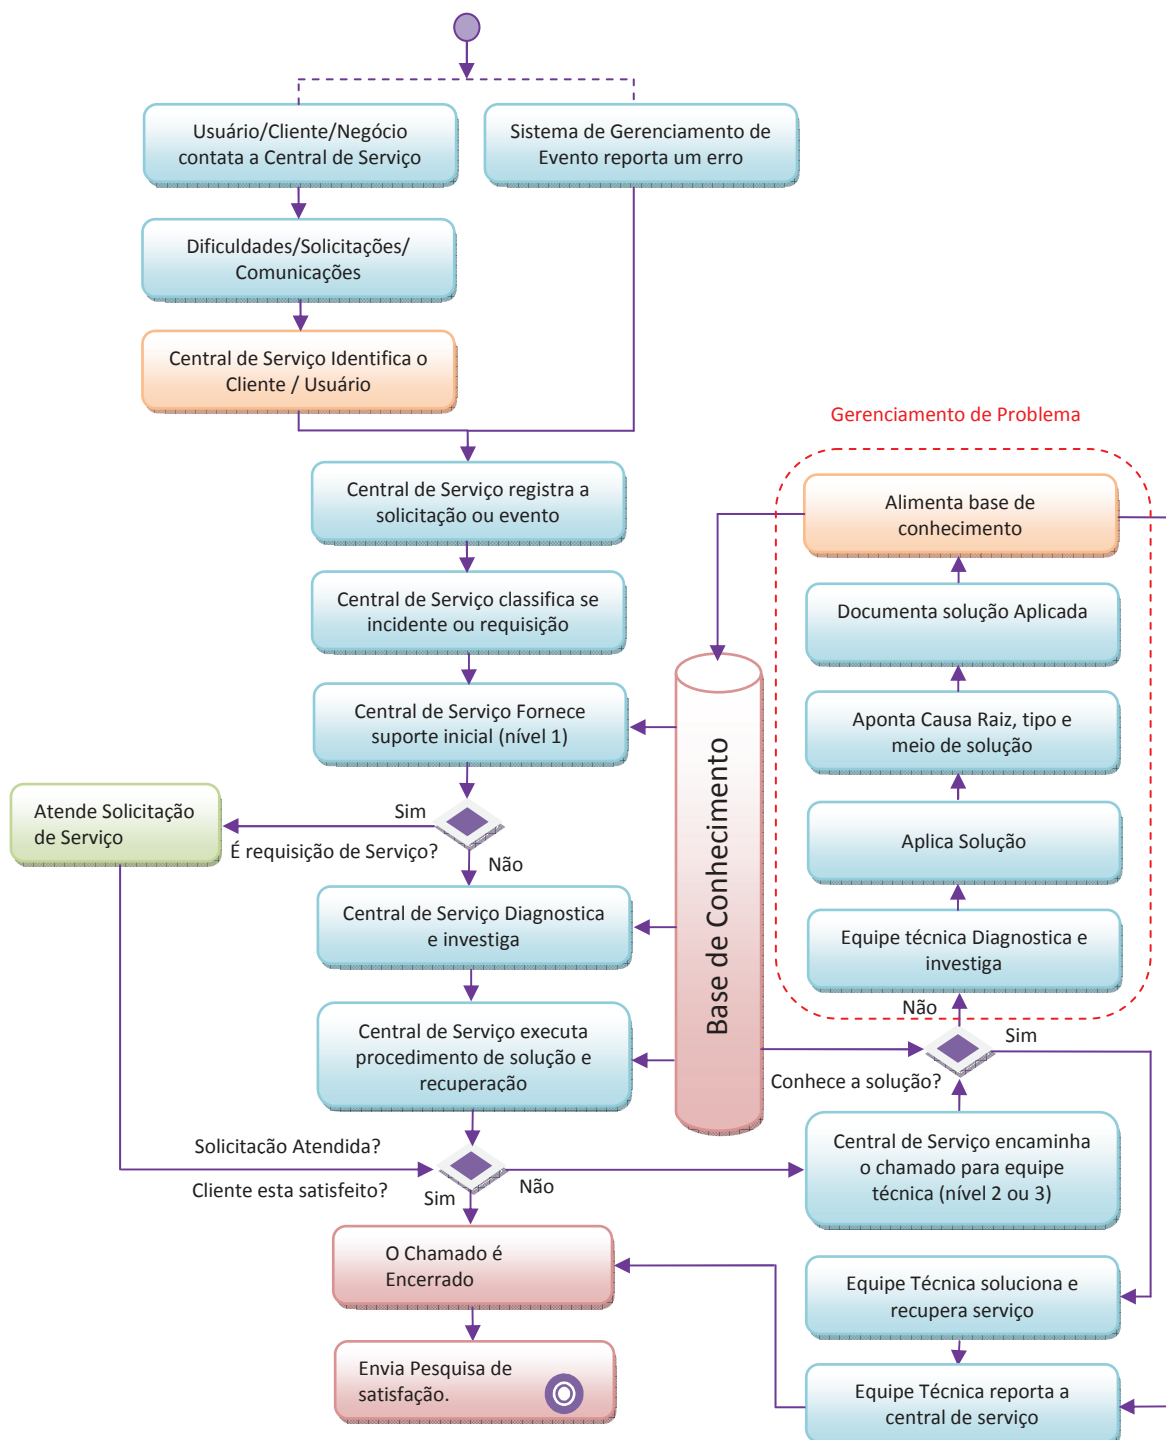 Usuário/Cliente/Negócio
contata a Central de Serviço
Sistema de Gerenciamento de
Evento reporta um erro
Dificuldades/Solicitações/
Comunicações
Central de Serviço Identifica o
Cliente / Usuário
Gerenciamento de Problema
Central de Serviço registra a
solicitação ou evento
Alimenta base de
conhecimento
Central de Serviço classifica se
incidente ou requisição
Documenta solução Aplicada
Central de Serviço Fornece
suporte inicial (nível 1)
Aponta Causa Raiz, tipo e
meio de solução
Base de Conhecimento
Atende Solicitação
de Serviço
Sim
É requisição de Serviço?
Não
Aplica Solução
Central de Serviço Diagnostica
e investiga
Equipe técnica Diagnostica e
investiga
Não
Sim
Conhece a solução?
Central de Serviço executa
procedimento de solução e
recuperação
Solicitacão Atendida?
Cliente esta satisfeito?
Sim
Não
Central de Serviço encaminha
o chamado para equipe
técnica (nível 2 ou 3)
O Chamado é
Encerrado
Equipe Técnica soluciona e
recupera serviço
Envia Pesquisa de
satisfação.
Equipe Técnica reporta a
central de serviço